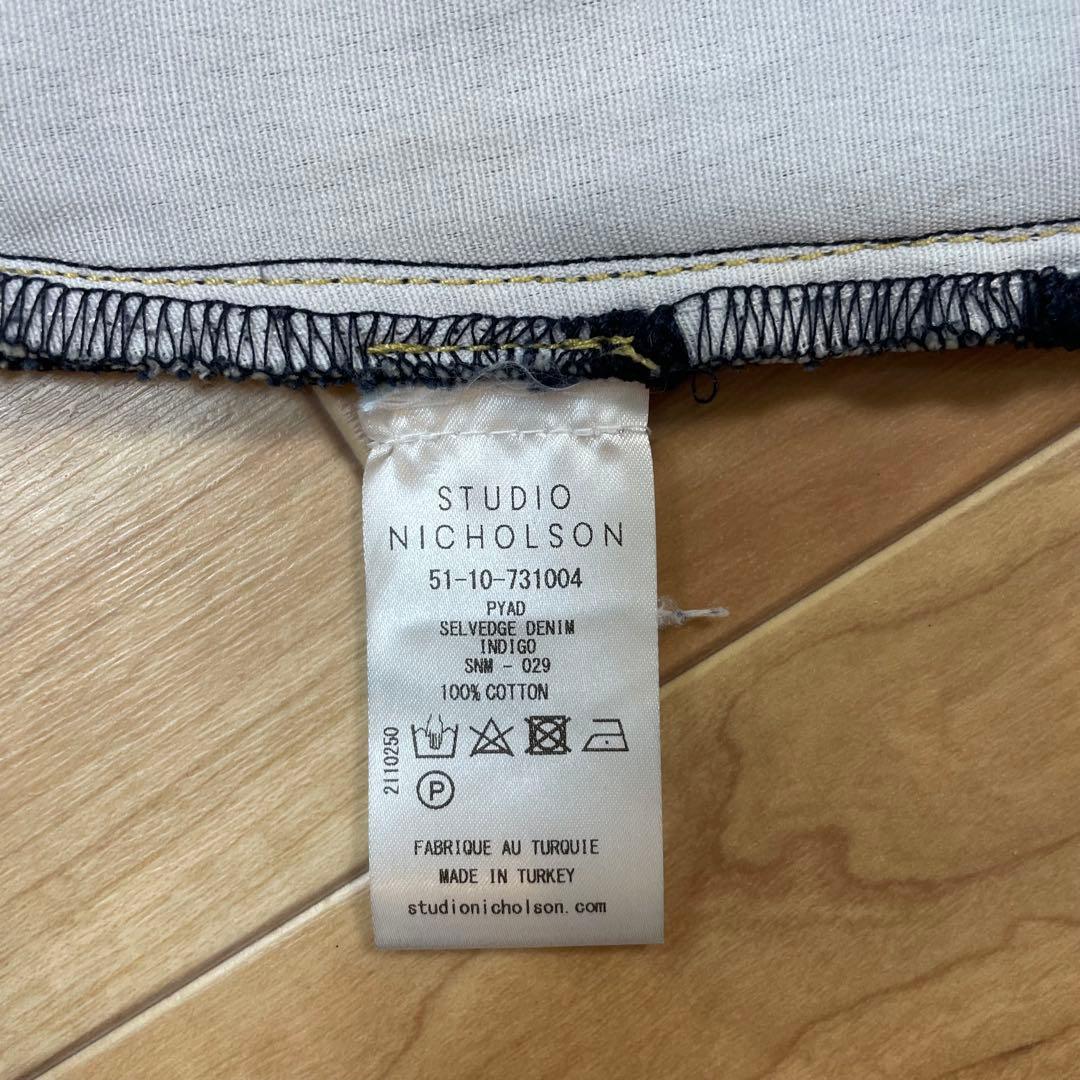 STUDIO
NICHOLSON
51-10-731004
PYAD
SELVEDGE DENIM
INDIGO
SNM - 029
100% COTTON
2110250
P
FABRIQUE AU TURQUIE
MADE IN TURKEY
studionicholson.com